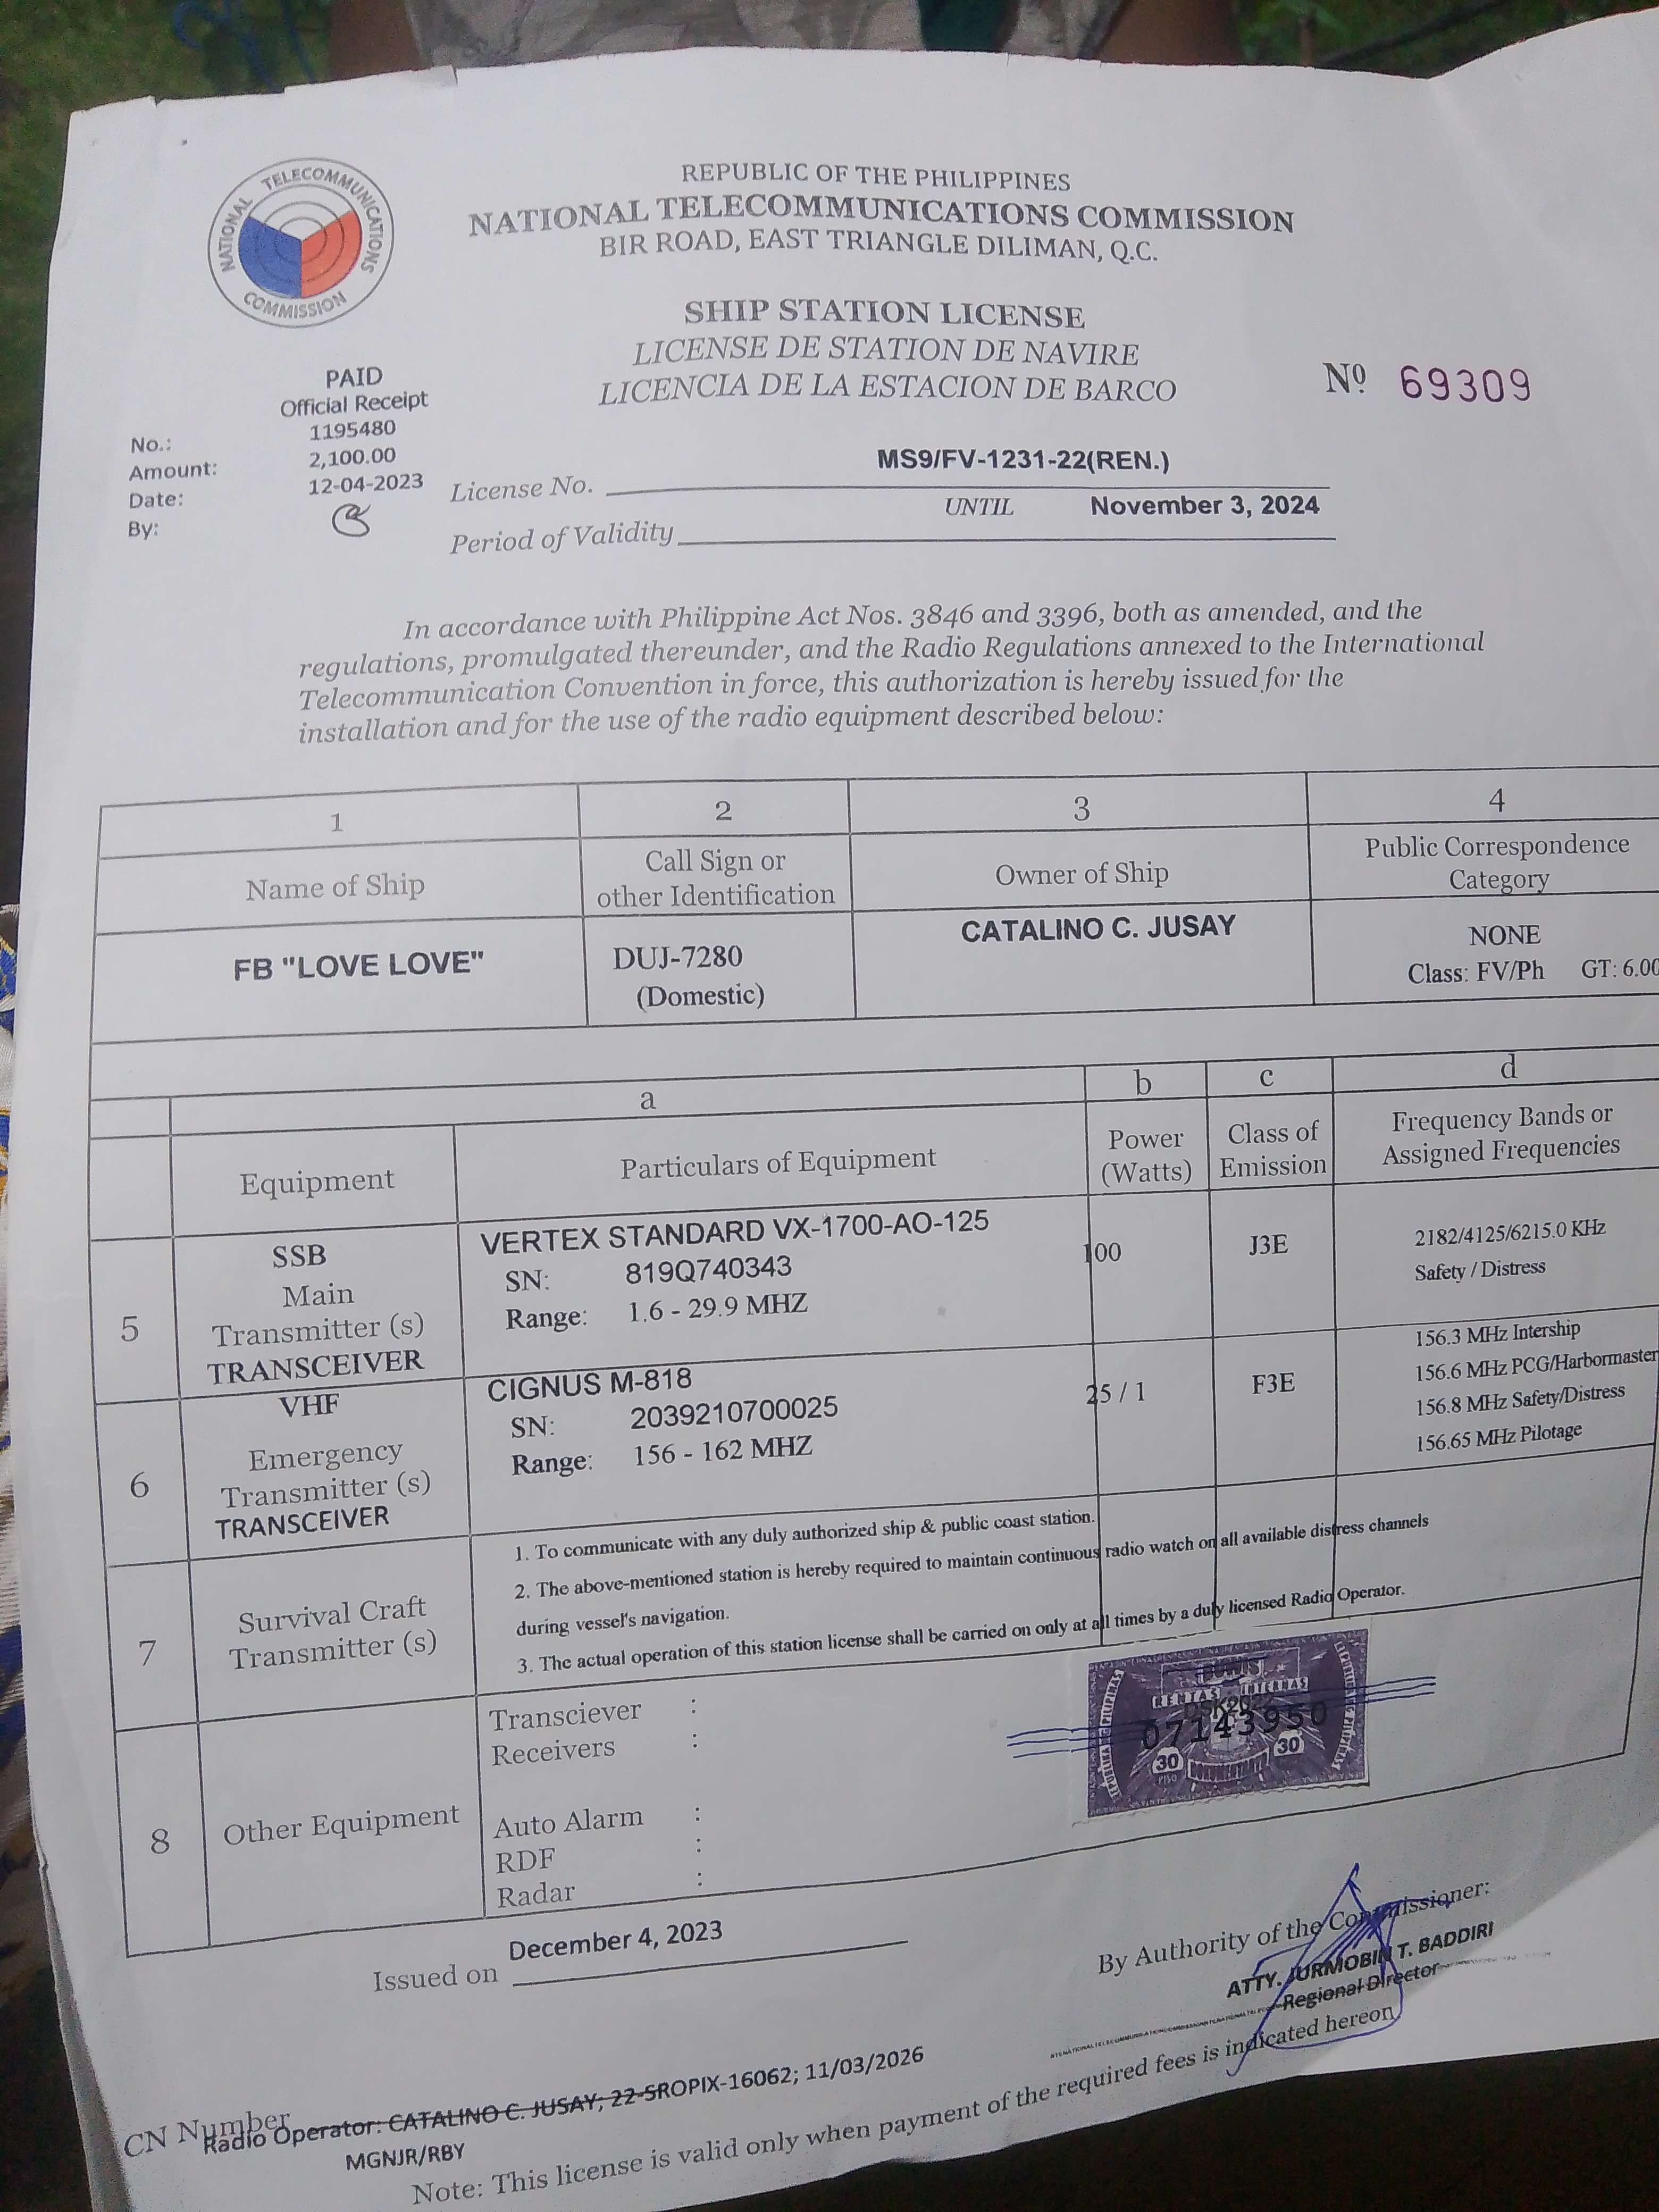 NATIONAL TELECOMMUNICATIONS COMMISSION
REPUBLIC OF THE PHILIPPINES
NATIONAL TELECOMMUNICATIONS COMMISSION
BIR ROAD, EAST TRIANGLE DILIMAN, Q.C.
SHIP STATION LICENSE
LICENSE DE STATION DE NAVIRE
LICENCIA DE LA ESTACION DE BARCO
Nº 69309
PAID
Official Receipt
No.: 1195480
Amount: 2,100.00
Date: 12-04-2023
By:
License No. MS9/FV-1231-22(REN.)
Period of Validity UNTIL November 3, 2024
In accordance with Philippine Act Nos. 3846 and 3396, both as amended, and the
regulations, promulgated thereunder, and the Radio Regulations annexed to the International
Telecommunication Convention in force, this authorization is hereby issued for the
installation and for the use of the radio equipment described below:
1 2 3 4
Name of Ship
Call Sign or
other Identification
Owner of Ship
Public Correspondence
Category
FB "LOVE LOVE"
DUJ-7280
(Domestic)
CATALINO C. JUSAY
NONE
Class: FV/Ph GT: 6.00
a b c d
Equipment
Particulars of Equipment
Power
(Watts)
Class of
Emission
Frequency Bands or
Assigned Frequencies
5
SSB
Main
Transmitter (s)
TRANSCEIVER
VERTEX STANDARD VX-1700-AO-125
SN: 819Q740343
Range: 1.6 - 29.9 MHZ
100
J3E
2182/4125/6215.0 KHz
Safety / Distress
6
VHF
Emergency
Transmitter (s)
TRANSCEIVER
CIGNUS M-818
SN: 2039210700025
Range: 156 - 162 MHZ
25 / 1
F3E
156.3 MHz Intership
156.6 MHz PCG/Harbormaster
156.8 MHz Safety/Distress
156.65 MHz Pilotage
7
Survival Craft
Transmitter (s)
1. To communicate with any duly authorized ship & public coast station.
2. The above-mentioned station is hereby required to maintain continuous radio watch on all available distress channels
during vessel's navigation.
3. The actual operation of this station license shall be carried on only at all times by a duly licensed Radio Operator.
8
Other Equipment
Transciever :
Receivers :
Auto Alarm :
RDF :
Radar :
RENTAS INTERNAS
07143950
30 30
PISO
Issued on December 4, 2023
By Authority of the Commissioner:
ATTY. JURMOBIN T. BADDIRI
Regional Director
CN Number
Radio Operator: CATALINO C. JUSAY; 22-SROPIX-16062; 11/03/2026
MGNJR/RBY
Note: This license is valid only when payment of the required fees is indicated hereon